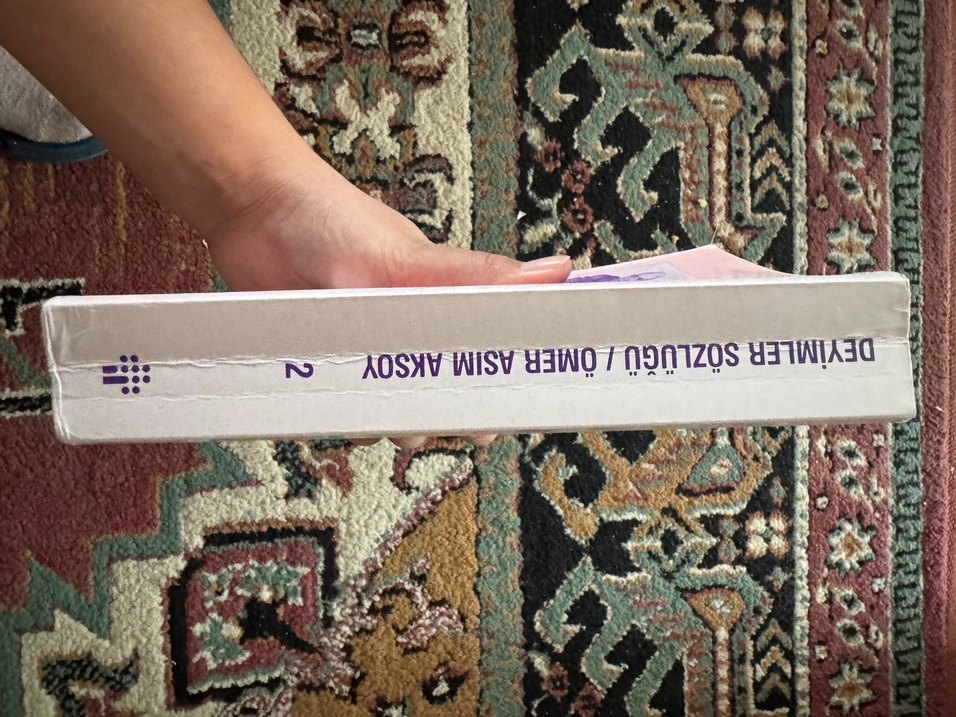 DEYİMLER SÖZLÜĞÜ / ÖMER ASIM AKSOY 2